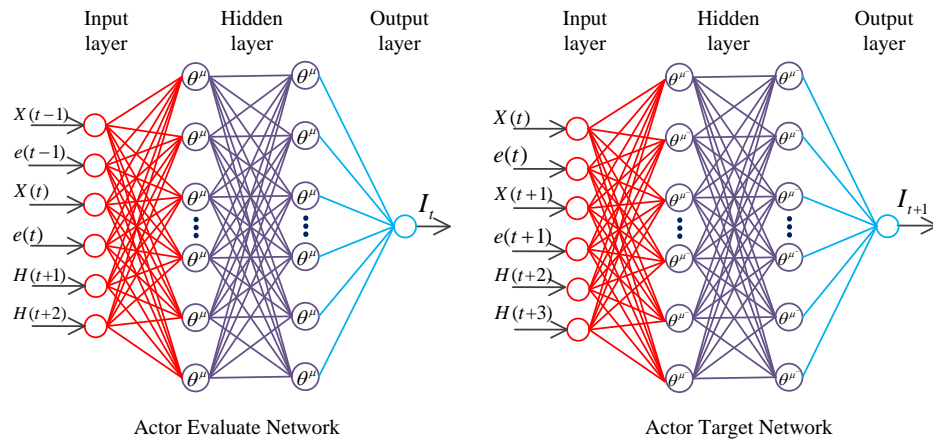 Input layer
Hidden layer
Output layer
X(t−1)
e(t−1)
X(t)
e(t)
H(t+1)
H(t+2)
θ^μ
θ^μ
θ^μ
θ^μ
θ^μ
θ^μ
θ^μ
θ^μ
θ^μ
θ^μ
θ^μ
θ^μ
I_t
Actor Evaluate Network
Input layer
Hidden layer
Output layer
X(t)
e(t)
X(t+1)
e(t+1)
H(t+2)
H(t+3)
θ^μ⁻
θ^μ⁻
θ^μ⁻
θ^μ⁻
θ^μ⁻
θ^μ⁻
θ^μ⁻
θ^μ⁻
θ^μ⁻
θ^μ⁻
θ^μ⁻
θ^μ⁻
I_{t+1}
Actor Target Network